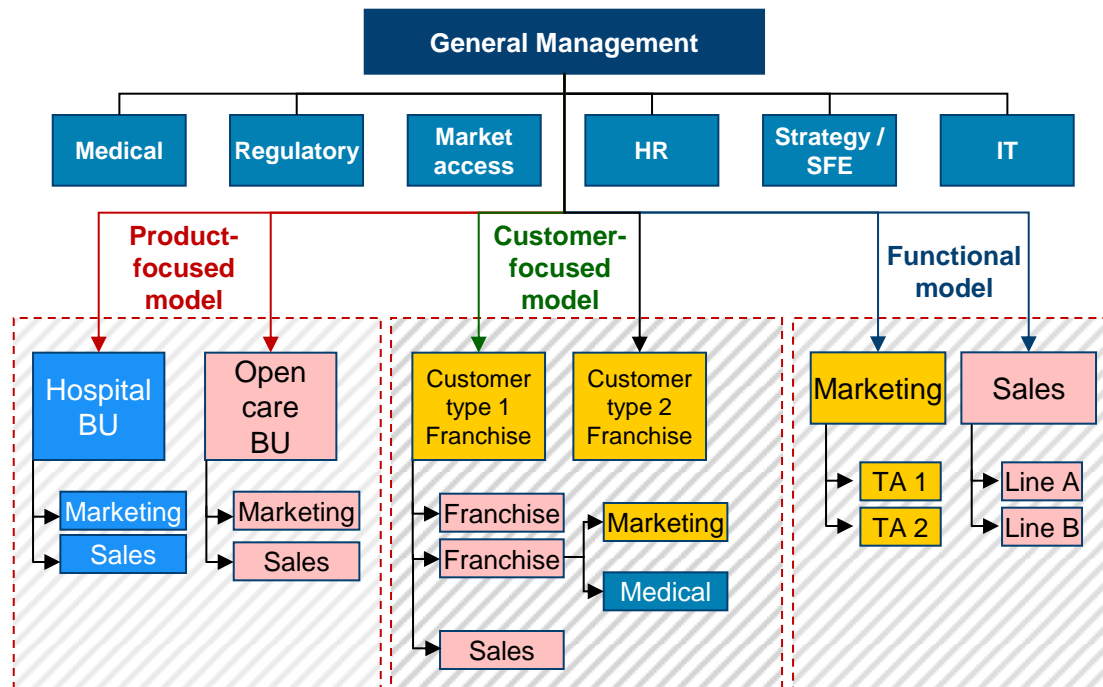 General Management
Medical
Regulatory
Market
access
HR
Strategy /
SFE
IT
Product-
focused
model
Customer-
focused
model
Functional
model
Hospital
BU
Open
care
BU
Customer
type 1
Franchise
Customer
type 2
Franchise
Marketing
Sales
Marketing
Sales
Marketing
Sales
Franchise
Franchise
Marketing
Medical
Sales
TA 1
TA 2
Line A
Line B